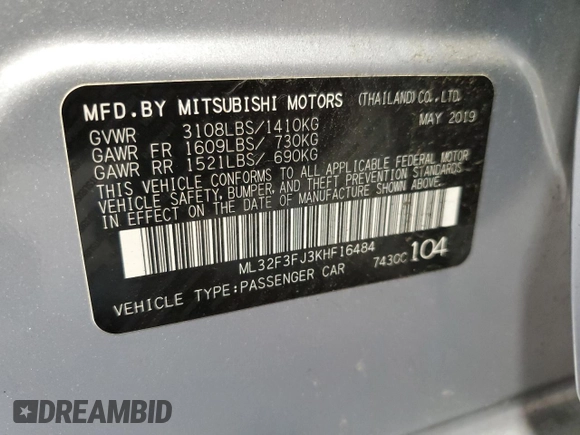 MFD.BY MITSUBISHI MOTORS (THAILAND)CO.,LTD.
MAY 2019
GVWR 3108LBS/1410KG
GAWR FR 1609LBS/ 730KG
GAWR RR 1521LBS/ 690KG
THIS VEHICLE CONFORMS TO ALL APPLICABLE FEDERAL MOTOR
VEHICLE SAFETY, BUMPER, AND THEFT PREVENTION STANDARDS
IN EFFECT ON THE DATE OF MANUFACTURE SHOWN ABOVE.
ML32F3FJ3KHF16484
7430C 104
VEHICLE TYPE:PASSENGER CAR
DREAMBID